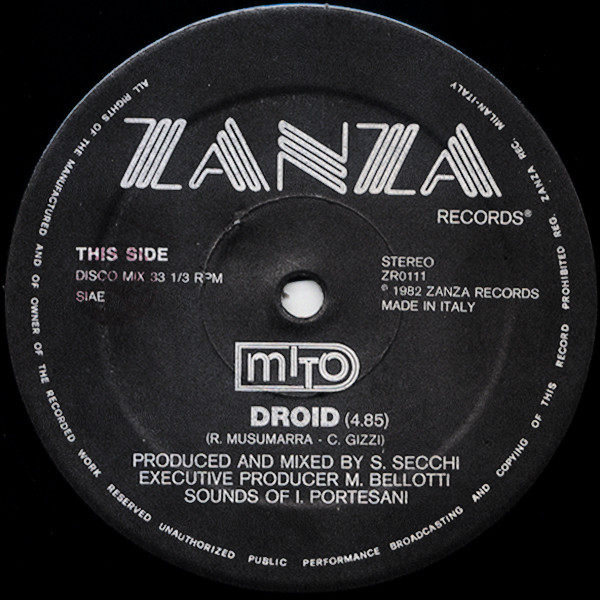 ZANZA
RECORDS®
THIS SIDE
DISCO MIX 33 1/3 RPM
SIAE
STEREO
ZR0111
℗ 1982 ZANZA RECORDS
MADE IN ITALY
mITO
DROID (4.85)
(R. MUSUMARRA - C. GIZZI)
PRODUCED AND MIXED BY S. SECCHI
EXECUTIVE PRODUCER M. BELLOTTI
SOUNDS OF I. PORTESANI
ALL RIGHTS OF THE MANUFACTURED AND OF OWNER OF THE RECORDED WORK RESERVED UNAUTHORIZED PUBLIC PERFORMANCE BROADCASTING AND COPYING OF THIS RECORD PROHIBITED REG. ZANZA REC. MILAN-ITALY